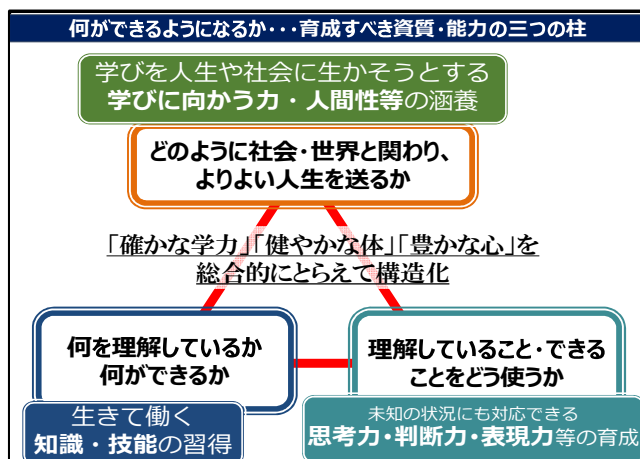 何ができるようになるか・・・育成すべき資質・能力の三つの柱
学びを人生や社会に生かそうとする
学びに向かう力・人間性等の涵養
どのように社会・世界と関わり、
よりよい人生を送るか
「確かな学力」「健やかな体」「豊かな心」を
総合的にとらえて構造化
何を理解しているか
何ができるか
生きて働く
知識・技能の習得
理解していること・できる
ことをどう使うか
未知の状況にも対応できる
思考力・判断力・表現力等の育成